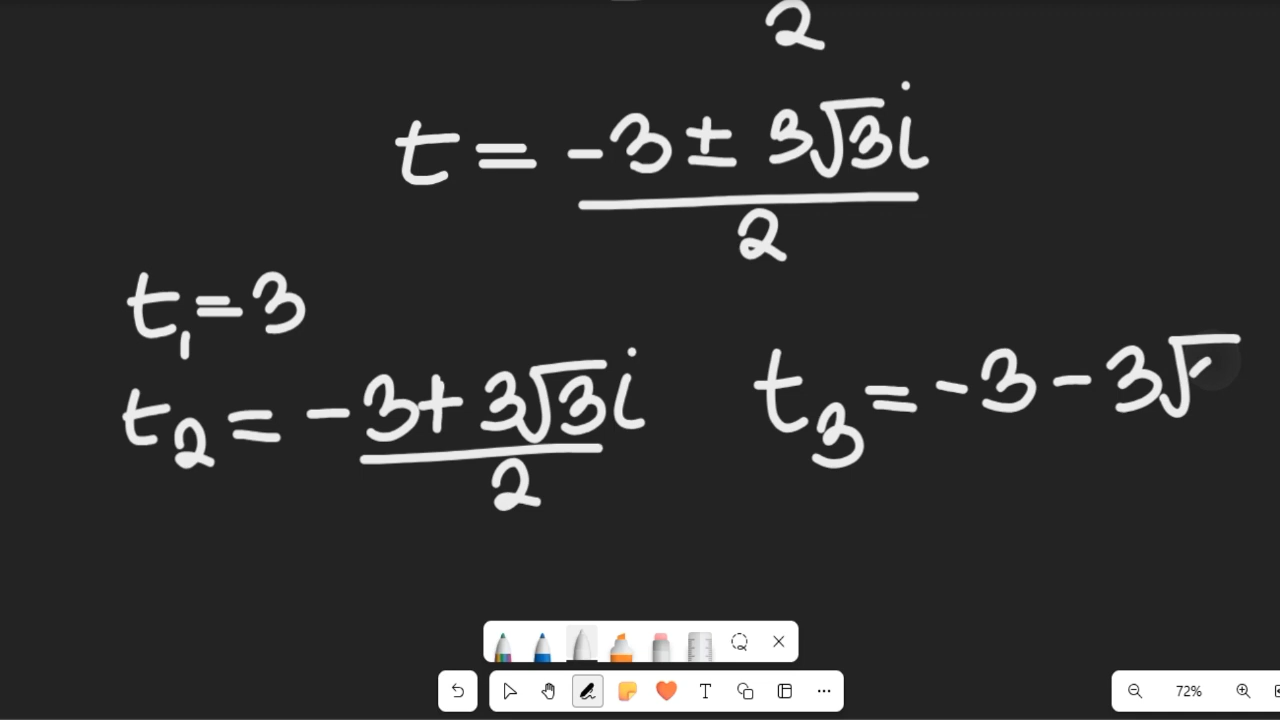 2
t = -3 ± 3√3i
2
t₁ = 3
t₂ = -3 + 3√3i
2
t₃ = -3 - 3√
T
72%